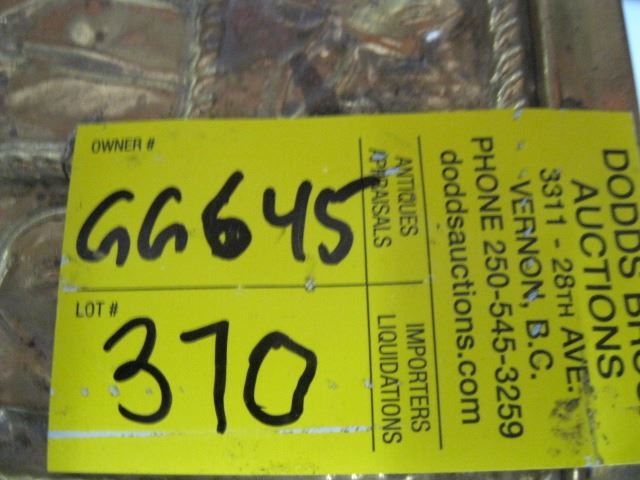 OWNER #
GG645
LOT #
370
ANTIQUES
APPRAISALS
IMPORTERS
LIQUIDATIONS
DODDS
AUCTIONS
3311 - 28TH AVE.
VERNON, B.C.
PHONE 250-545-3259
doddsauctions.com